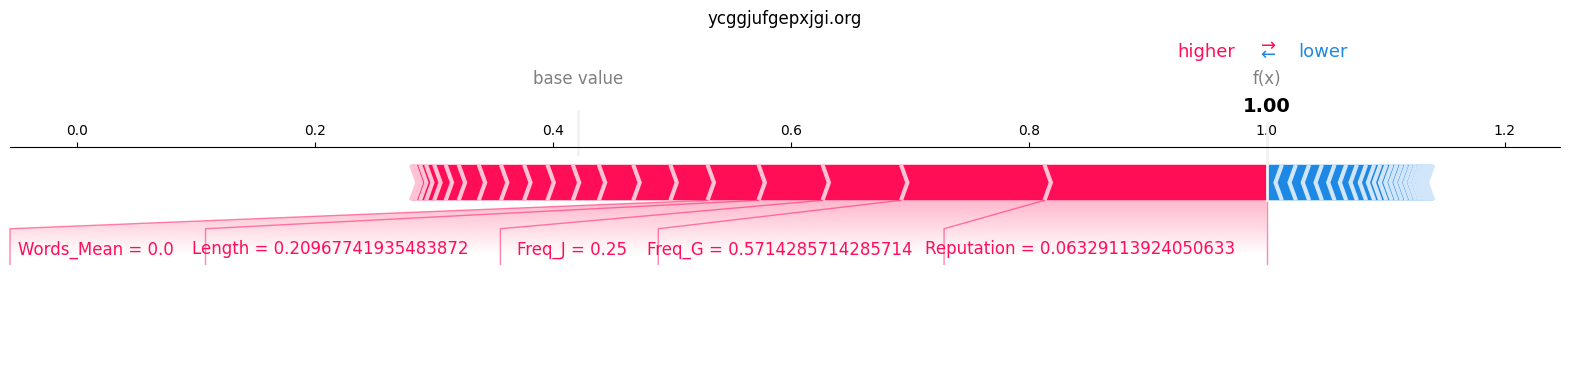 ycggjufgepxjgi.org
higher → ← lower
base value f(x)
1.00
0.0 0.2 0.4 0.6 0.8 1.0 1.2
Words_Mean = 0.0 Length = 0.20967741935483872 Freq_J = 0.25 Freq_G = 0.5714285714285714 Reputation = 0.06329113924050633